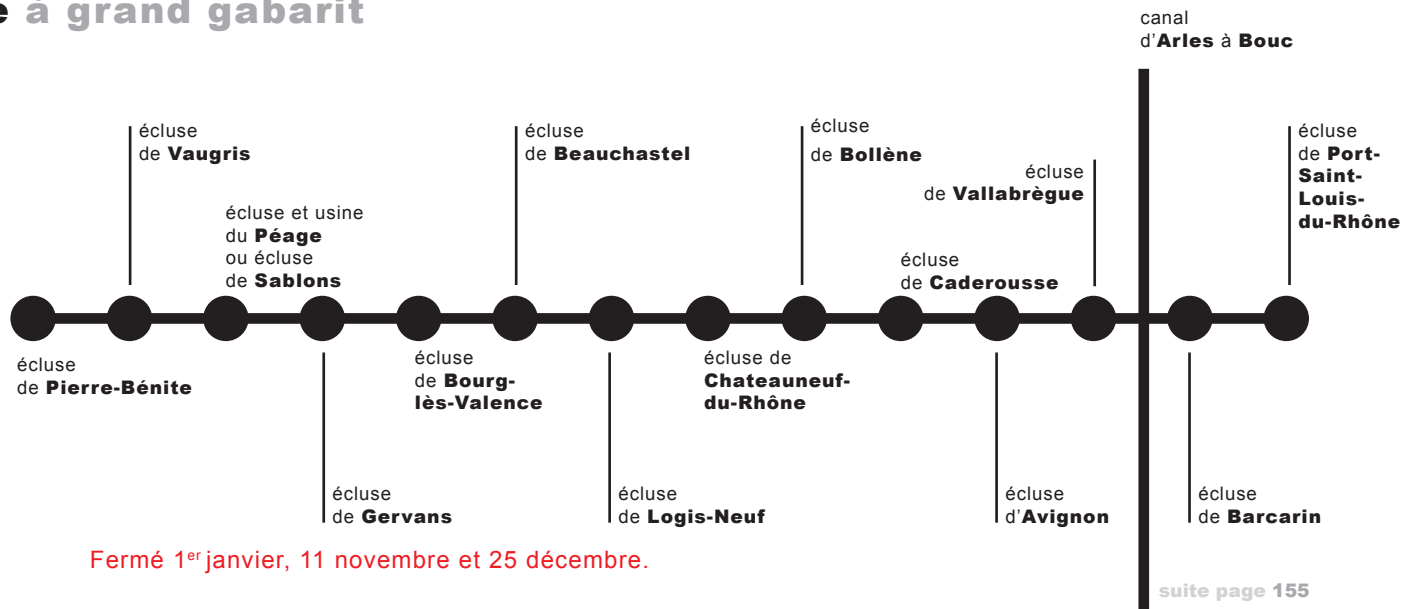 e à grand gabarit
canal
d'Arles à Bouc
écluse
de Vaugris
écluse et usine
du Péage
ou écluse
de Sablons
écluse
de Beauchastel
écluse
de Bollène
écluse
de Vallabrègue
écluse
de Caderousse
écluse
de Port-
Saint-
Louis-
du-Rhône
écluse
de Pierre-Bénite
écluse
de Bourg-
lès-Valence
écluse de
Chateauneuf-
du-Rhône
écluse
de Gervans
écluse
de Logis-Neuf
écluse
d'Avignon
écluse
de Barcarin
Fermé 1er janvier, 11 novembre et 25 décembre.
suite page 155